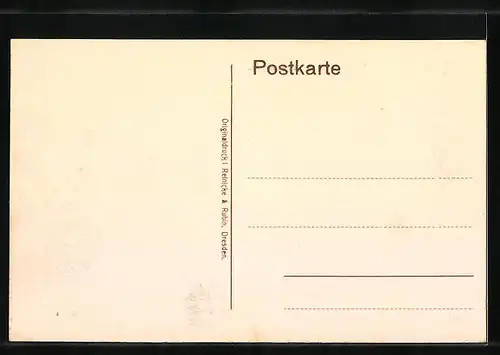 Postkarte
Originaldruck! Reinicke & Rubin, Dresden.